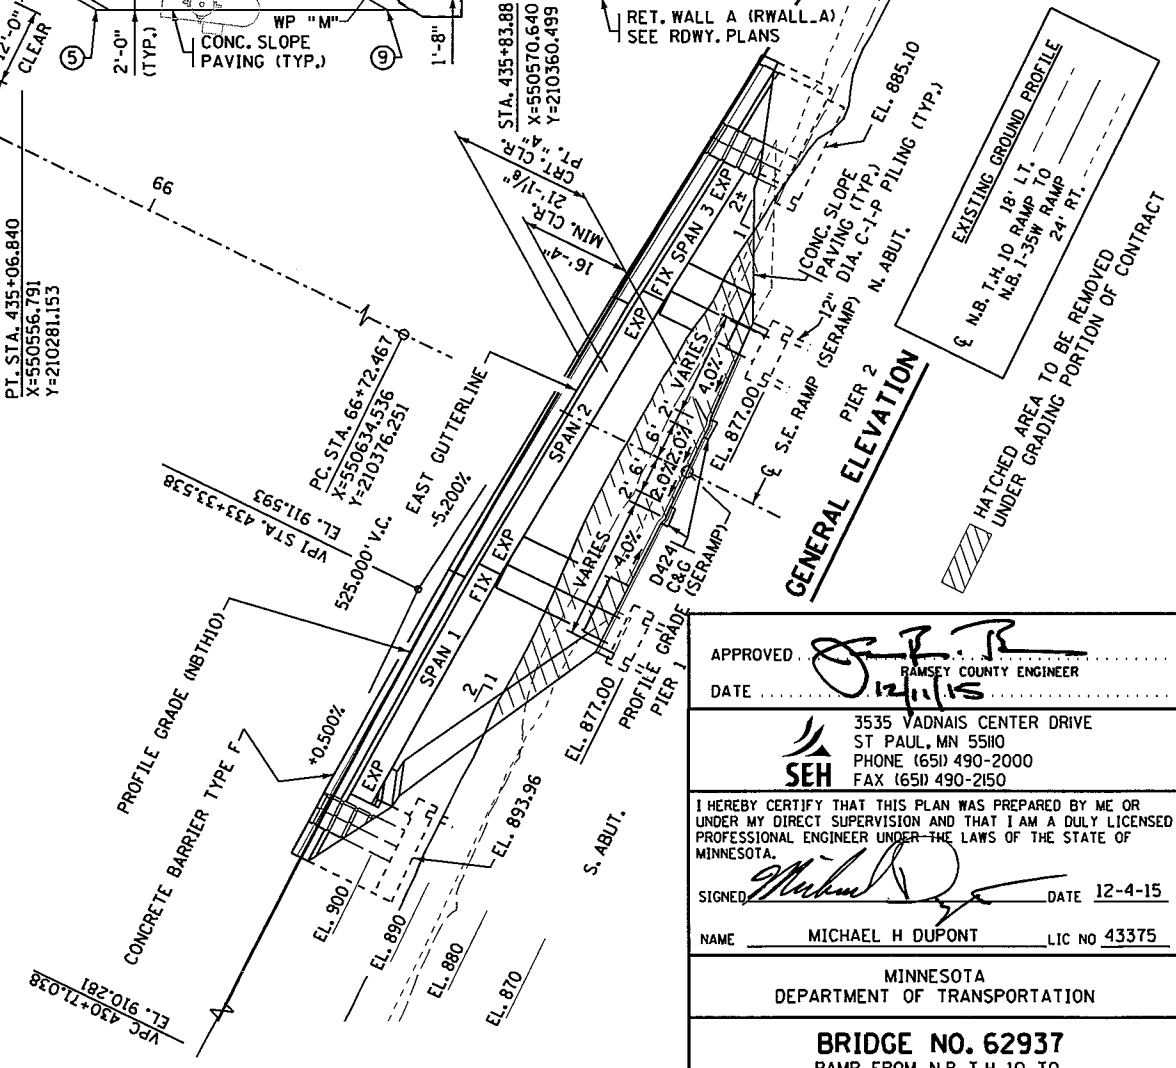 12'-0"
CLEAR
5
2'-0"
(TYP.)
CONC. SLOPE
PAVING (TYP.)
WP "M"
9
1'-8"
RET. WALL A (RWALL_A)
SEE RDWY. PLANS
PT. STA. 435+06.840
X=550556.791
Y=210281.153
STA. 435+83.88
X=550570.640
Y=210360.499
99
CRT. CLR.
PT. "A"
21'-1 1/8"
MIN. CLR.
16'-4"
EL. 885.10
CONC. SLOPE
PAVING (TYP.)
12" DIA. C-I-P PILING (TYP.)
N. ABUT.
EXISTING GROUND PROFILE
18' LT.
℄ N.B. T.H. 10 RAMP TO
N.B. I-35W RAMP
24' RT.
HATCHED AREA TO BE REMOVED
UNDER GRADING PORTION OF CONTRACT
GENERAL ELEVATION
PC. STA. 66+72.467
X=550634.536
Y=210376.251
EAST GUTTERLINE
VPI STA. 433+33.538
EL. 911.593
525.000' V.C.
-5.200%
+0.500%
PROFILE GRADE (NBTH10)
CONCRETE BARRIER TYPE F
VPC 430+71.038
EL. 910.281
EXP
SPAN 1
FIX
EXP
SPAN 2
EXP
FIX
SPAN 3
EXP
2±
1
2
1
VARIES
4.0%
2'
6'
2.0%
6'
2.0%
2'
VARIES
4.0%
D424
C&G
(SERAMP)
PROFILE GRADE
PIER 1
EL. 877.00
EL. 877.00
℄ S.E. RAMP (SERAMP)
PIER 2
EL. 893.96
S. ABUT.
EL. 900
EL. 890
EL. 880
EL. 870
APPROVED
RAMSEY COUNTY ENGINEER
DATE 12/11/15
SEH
3535 VADNAIS CENTER DRIVE
ST PAUL, MN 55110
PHONE (651) 490-2000
FAX (651) 490-2150
I HEREBY CERTIFY THAT THIS PLAN WAS PREPARED BY ME OR
UNDER MY DIRECT SUPERVISION AND THAT I AM A DULY LICENSED
PROFESSIONAL ENGINEER UNDER THE LAWS OF THE STATE OF
MINNESOTA.
SIGNED DATE 12-4-15
NAME MICHAEL H DUPONT LIC NO 43375
MINNESOTA
DEPARTMENT OF TRANSPORTATION
BRIDGE NO. 62937
RAMP FROM N.B. T.H. 10 TO